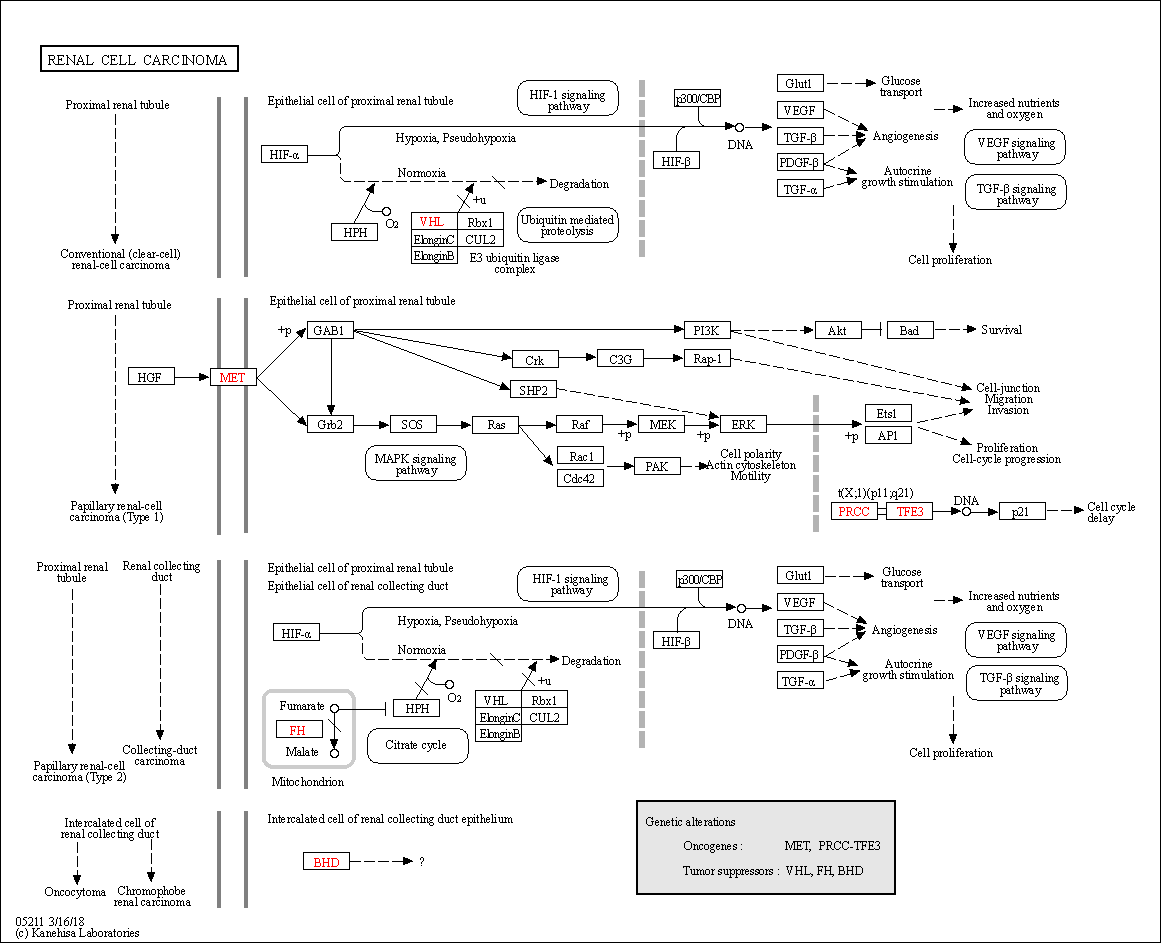 RENAL CELL CARCINOMA
Proximal renal tubule
Conventional (clear-cell)
renal-cell carcinoma
Epithelial cell of proximal renal tubule
HIF-1 signaling
pathway
HIF-α
Hypoxia, Pseudohypoxia
Normoxia
Degradation
HPH
O2
+u
VHL
Rbx1
ElonginC
CUL2
ElonginB
E3 ubiquitin ligase
complex
Ubiquitin mediated
proteolysis
p300/CBP
HIF-β
DNA
Glut1
VEGF
TGF-β
PDGF-β
TGF-α
Glucose
transport
Angiogenesis
Autocrine
growth stimulation
Increased nutrients
and oxygen
VEGF signaling
pathway
TGF-β signaling
pathway
Cell proliferation
Proximal renal tubule
Papillary renal-cell
carcinoma (Type 1)
Epithelial cell of proximal renal tubule
HGF
MET
+p
GAB1
PI3K
Akt
Bad
Survival
Crk
C3G
Rap-1
SHP2
Cell-junction
Migration
Invasion
Grb2
SOS
Ras
Raf
+p
MEK
+p
ERK
+p
Ets1
AP1
Proliferation
Cell-cycle progression
MAPK signaling
pathway
Rac1
Cdc42
PAK
Cell polarity
Actin cytoskeleton
Motility
t(X;1)(p11;q21)
PRCC
TFE3
DNA
p21
Cell cycle
delay
Proximal renal
tubule
Renal collecting
duct
Papillary renal-cell
carcinoma (Type 2)
Collecting-duct
carcinoma
Epithelial cell of proximal renal tubule
Epithelial cell of renal collecting duct
HIF-1 signaling
pathway
HIF-α
Hypoxia, Pseudohypoxia
Normoxia
Degradation
Fumarate
FH
Malate
Mitochondrion
HPH
O2
+u
Citrate cycle
VHL
Rbx1
ElonginC
CUL2
ElonginB
p300/CBP
HIF-β
DNA
Glut1
VEGF
TGF-β
PDGF-β
TGF-α
Glucose
transport
Angiogenesis
Autocrine
growth stimulation
Increased nutrients
and oxygen
VEGF signaling
pathway
TGF-β signaling
pathway
Cell proliferation
Intercalated cell of
renal collecting duct
Oncocytoma
Chromophobe
renal carcinoma
Intercalated cell of renal collecting duct epithelium
BHD
?
Genetic alterations
Oncogenes : MET, PRCC-TFE3
Tumor suppressors : VHL, FH, BHD
05211 3/16/18
(c) Kanehisa Laboratories